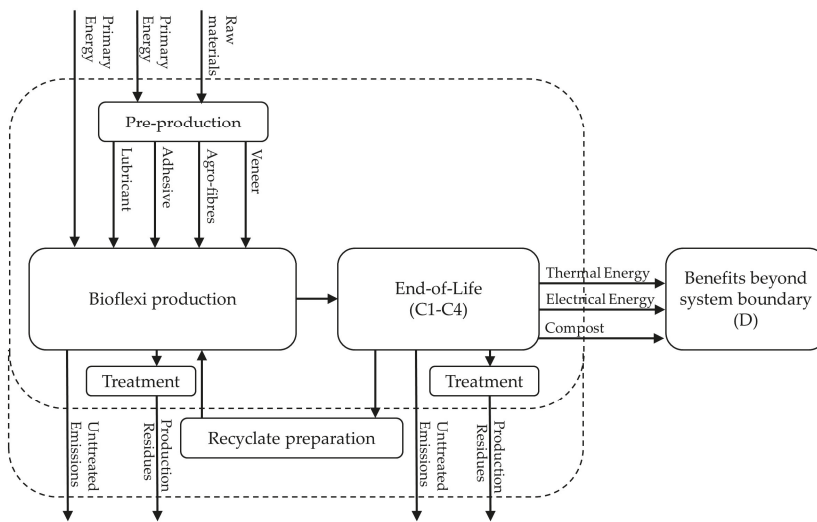 Primary
Energy
Primary
Energy
Raw
materials
Pre-production
Lubricant
Adhesive
Agro-fibres
Veneer
Bioflexi production
End-of-Life
(C1-C4)
Thermal Energy
Electrical Energy
Compost
Benefits beyond
system boundary
(D)
Treatment
Treatment
Recyclate preparation
Unttreated
Emissions
Production
Residues
Unttreated
Emissions
Production
Residues